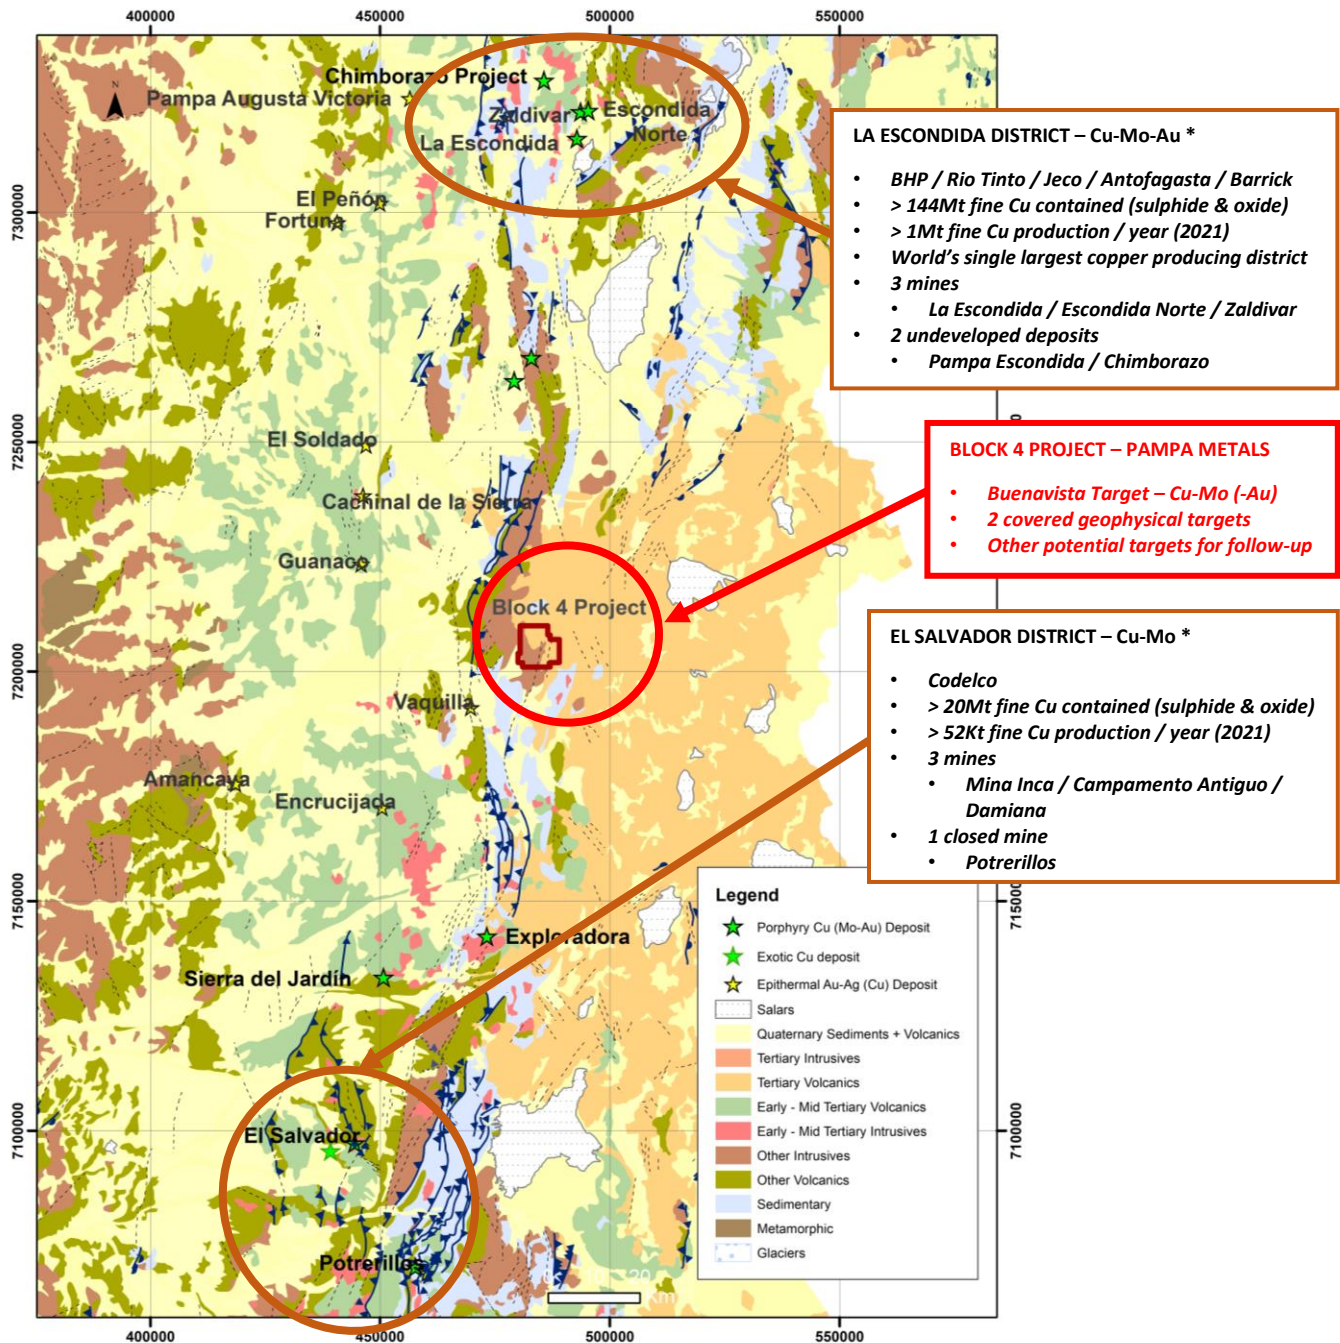 400000 450000 500000 550000
N
Chimborazo Project
Pampa Augusta Victoria
Zaldivar
Escondida
Norte
La Escondida
El Peñón
Fortuna
El Soldado
Cachinal de la Sierra
Guanaco
Block 4 Project
Vaquilla
Amancaya
Encrucijada
Exploradora
Sierra del Jardín
El Salvador
Potrerillos
7300000
7250000
7200000
7150000
7100000
LA ESCONDIDA DISTRICT – Cu-Mo-Au *
• BHP / Rio Tinto / Jeco / Antofagasta / Barrick
• > 144Mt fine Cu contained (sulphide & oxide)
• > 1Mt fine Cu production / year (2021)
• World's single largest copper producing district
• 3 mines
• La Escondida / Escondida Norte / Zaldivar
• 2 undeveloped deposits
• Pampa Escondida / Chimborazo
BLOCK 4 PROJECT – PAMPA METALS
• Buenavista Target – Cu-Mo (-Au)
• 2 covered geophysical targets
• Other potential targets for follow-up
EL SALVADOR DISTRICT – Cu-Mo *
• Codelco
• > 20Mt fine Cu contained (sulphide & oxide)
• > 52Kt fine Cu production / year (2021)
• 3 mines
• Mina Inca / Campamento Antiguo /
Damiana
• 1 closed mine
• Potrerillos
Legend
Porphyry Cu (Mo-Au) Deposit
Exotic Cu deposit
Epithermal Au-Ag (Cu) Deposit
Salars
Quaternary Sediments + Volcanics
Tertiary Intrusives
Tertiary Volcanics
Early - Mid Tertiary Volcanics
Early - Mid Tertiary Intrusives
Other Intrusives
Other Volcanics
Sedimentary
Metamorphic
Glaciers
7100000
20
km
400000 450000 500000 550000